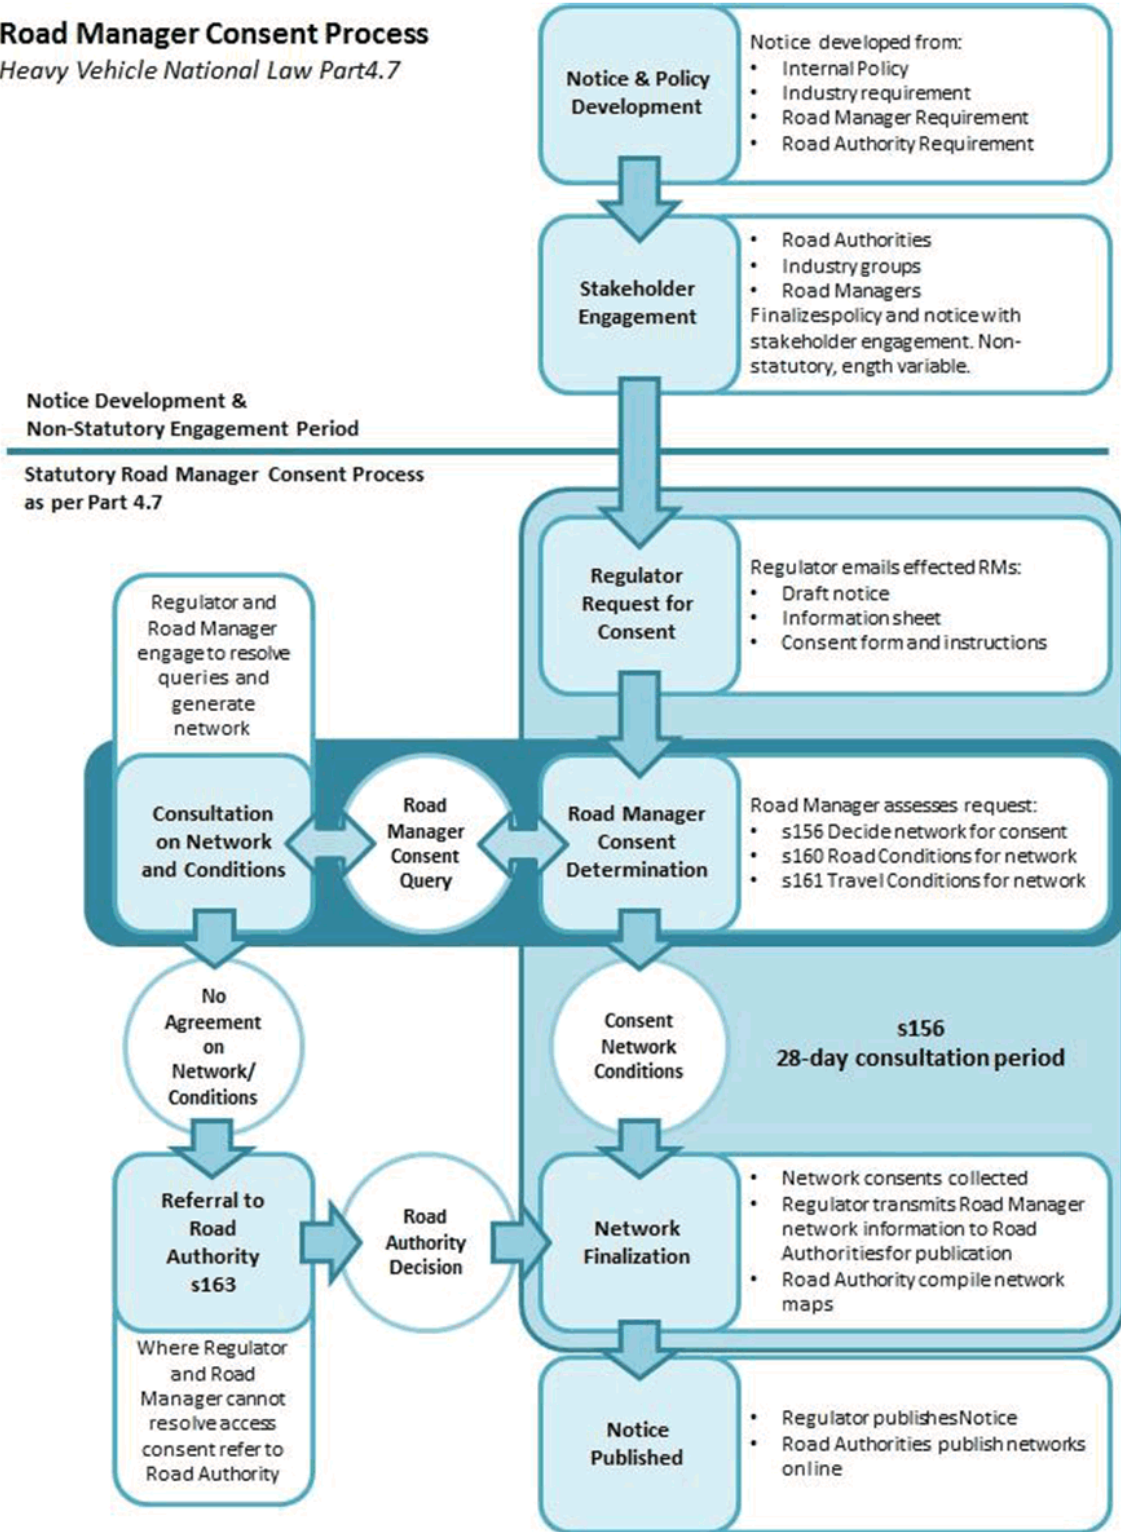 Road Manager Consent Process
Heavy Vehicle National Law Part4.7
Notice & Policy
Development
Notice developed from:
• Internal Policy
• Industry requirement
• Road Manager Requirement
• Road Authority Requirement
Stakeholder
Engagement
• Road Authorities
• Industry groups
• Road Managers
Finalizespolicy and notice with
stakeholder engagement. Non-
statutory, ength variable.
Notice Development &
Non-Statutory Engagement Period
Statutory Road Manager Consent Process
as per Part 4.7
Regulator
Request for
Consent
Regulator emails effected RMs:
• Draft notice
• Information sheet
• Consent form and instructions
Regulator and
Road Manager
engage to resolve
queries and
generate
network
Consultation
on Network
and Conditions
Road
Manager
Consent
Query
Road Manager
Consent
Determination
Road Manager assesses request:
• s156 Decide network for consent
• s160 Road Conditions for network
• s161 Travel Conditions for network
No
Agreement
on
Network/
Conditions
Consent
Network
Conditions
s156
28-day consultation period
Referral to
Road
Authority
s163
Road
Authority
Decision
Network
Finalization
• Network consents collected
• Regulator transmits Road Manager
network information to Road
Authoritiesfor publication
• Road Authority compile network
maps
Where Regulator
and Road
Manager cannot
resolve access
consent refer to
Road Authority
Notice
Published
• Regulator publishesNotice
• Road Authorities publish networks
online